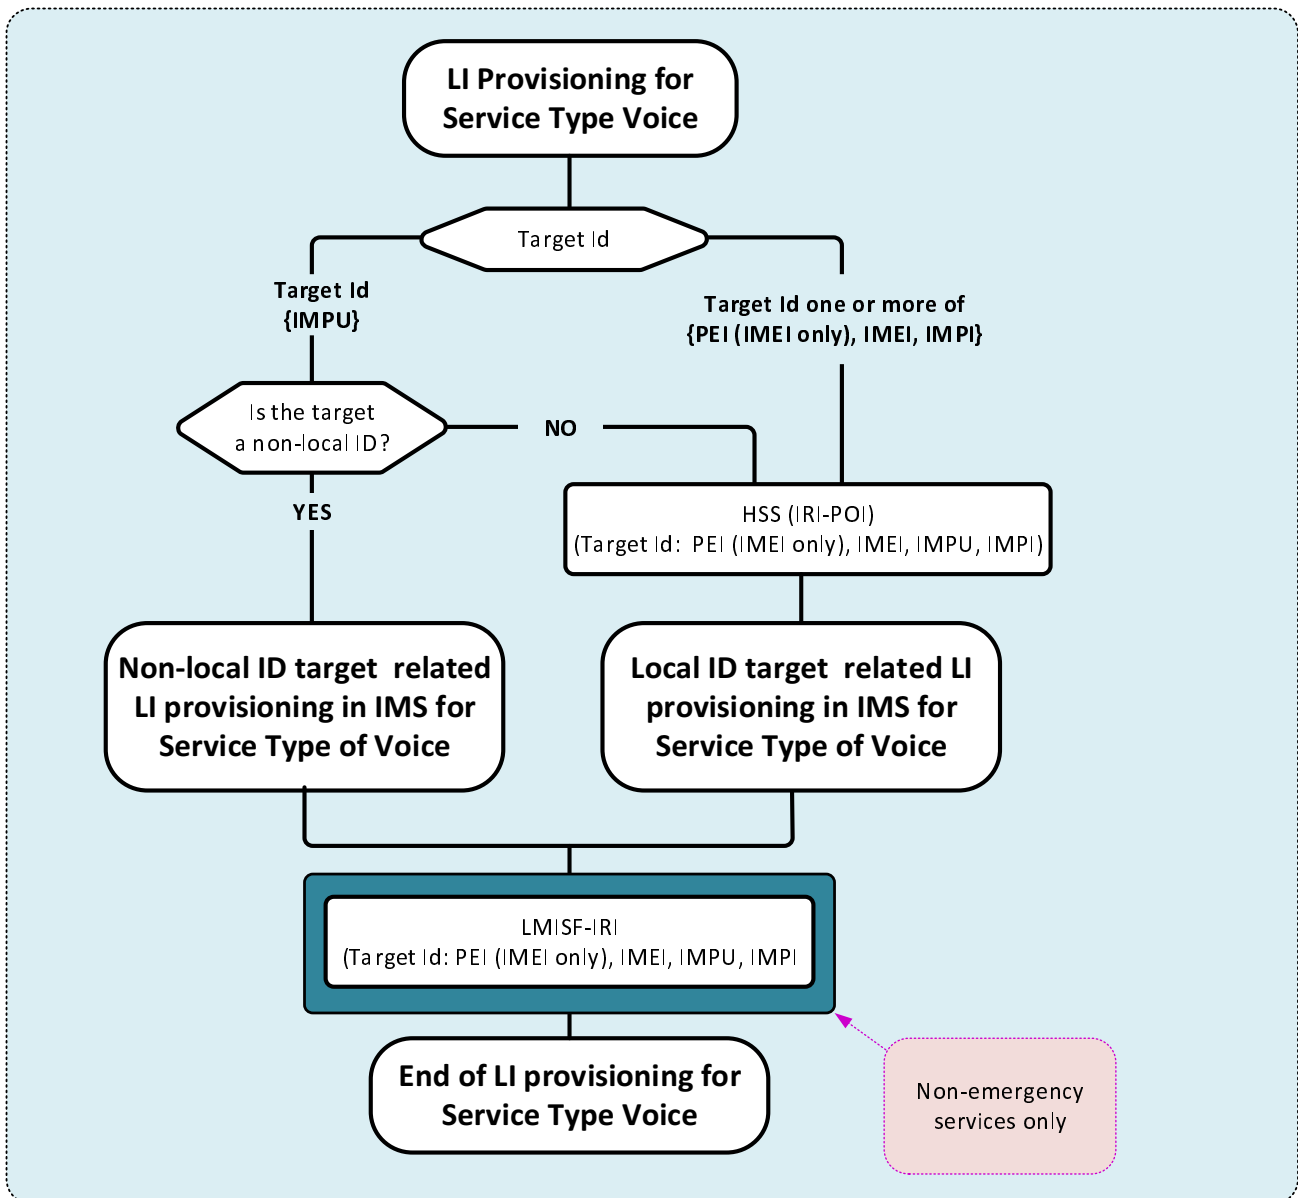 LI Provisioning for
Service Type Voice
Target Id
Target Id
{IMPU}
Target Id one or more of
{PEI (IMEI only), IMEI, IMPI}
Is the target
a non-local ID?
NO
YES
HSS (IRI-POI)
(Target Id: PEI (IMEI only), IMEI, IMPU, IMPI)
Non-local ID target related
LI provisioning in IMS for
Service Type of Voice
Local ID target related LI
provisioning in IMS for
Service Type of Voice
LMISF-IRI
(Target Id: PEI (IMEI only), IMEI, IMPU, IMPI
End of LI provisioning for
Service Type Voice
Non-emergency
services only